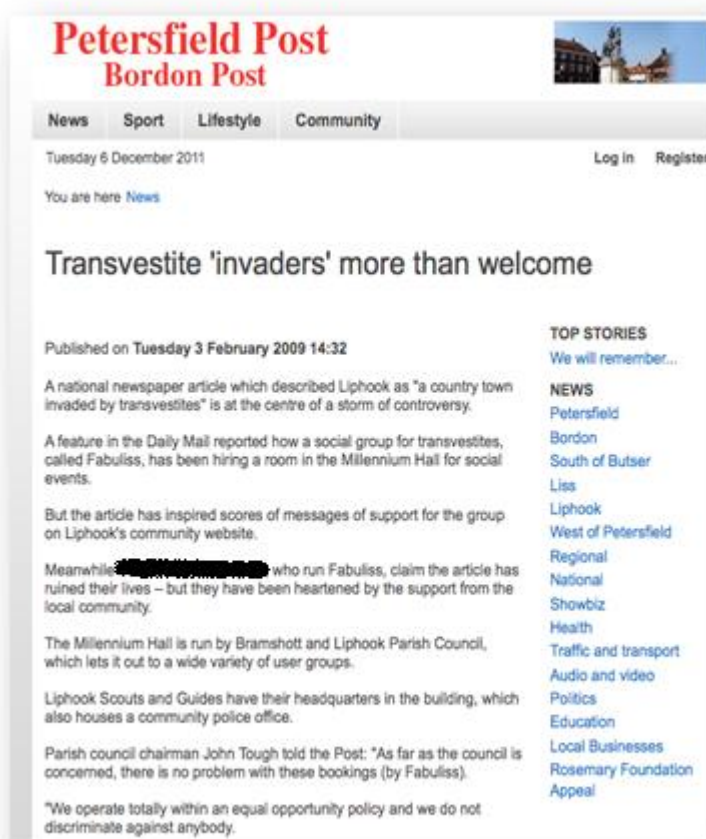 Petersfield Post
Bordon Post
News Sport Lifestyle Community
Tuesday 6 December 2011
Log in Register
You are here News
Transvestite 'invaders' more than welcome
Published on Tuesday 3 February 2009 14:32
A national newspaper article which described Liphook as "a country town
invaded by transvestites" is at the centre of a storm of controversy.
A feature in the Daily Mail reported how a social group for transvestites,
called Fabuliss, has been hiring a room in the Millennium Hall for social
events.
But the article has inspired scores of messages of support for the group
on Liphook's community website.
Meanwhile who run Fabuliss, claim the article has
ruined their lives – but they have been heartened by the support from the
local community.
The Millennium Hall is run by Bramshott and Liphook Parish Council,
which lets it out to a wide variety of user groups.
Liphook Scouts and Guides have their headquarters in the building, which
also houses a community police office.
Parish council chairman John Tough told the Post: "As far as the council is
concerned, there is no problem with these bookings (by Fabuliss).
"We operate totally within an equal opportunity policy and we do not
discriminate against anybody.
TOP STORIES
We will remember...
NEWS
Petersfield
Bordon
South of Butser
Liss
Liphook
West of Petersfield
Regional
National
Showbiz
Health
Traffic and transport
Audio and video
Politics
Education
Local Businesses
Rosemary Foundation
Appeal